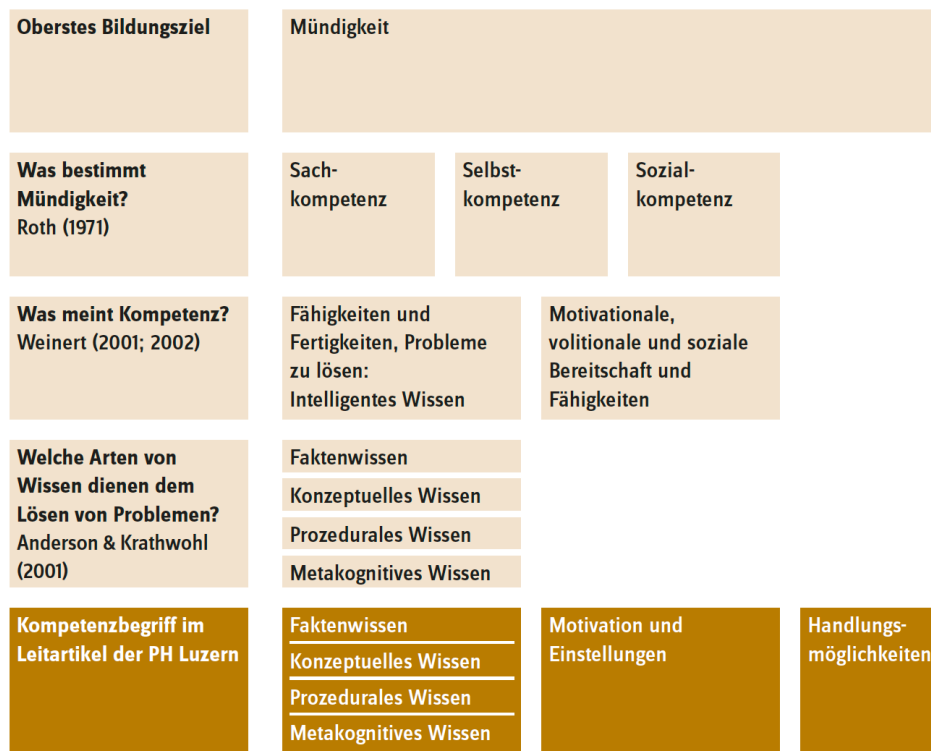 Oberstes Bildungsziel
Mündigkeit
Was bestimmt
Mündigkeit?
Roth (1971)
Sach-
kompetenz
Selbst-
kompetenz
Sozial-
kompetenz
Was meint Kompetenz?
Weinert (2001; 2002)
Fähigkeiten und
Fertigkeiten, Probleme
zu lösen:
Intelligentes Wissen
Motivationale,
volitionale und soziale
Bereitschaft und
Fähigkeiten
Welche Arten von
Wissen dienen dem
Lösen von Problemen?
Anderson & Krathwohl
(2001)
Faktenwissen
Konzeptuelles Wissen
Prozedurales Wissen
Metakognitives Wissen
Kompetenzbegriff im
Leitartikel der PH Luzern
Faktenwissen
Konzeptuelles Wissen
Prozedurales Wissen
Metakognitives Wissen
Motivation und
Einstellungen
Handlungs-
möglichkeiten